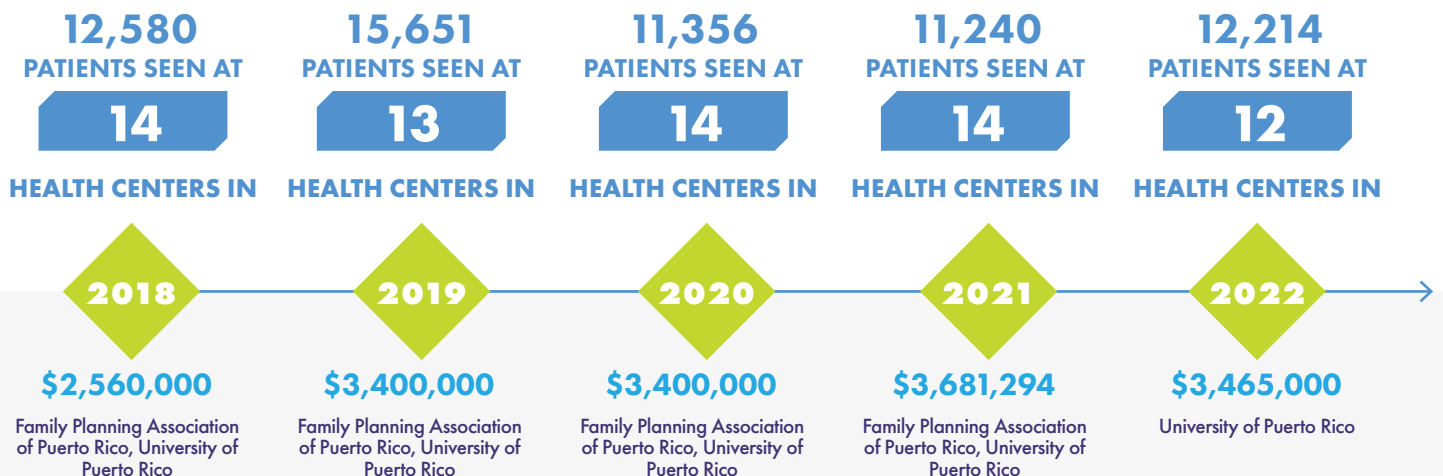 12,580
PATIENTS SEEN AT
14
HEALTH CENTERS IN
2018
$2,560,000
Family Planning Association
of Puerto Rico, University of
Puerto Rico
15,651
PATIENTS SEEN AT
13
HEALTH CENTERS IN
2019
$3,400,000
Family Planning Association
of Puerto Rico, University of
Puerto Rico
11,356
PATIENTS SEEN AT
14
HEALTH CENTERS IN
2020
$3,400,000
Family Planning Association
of Puerto Rico, University of
Puerto Rico
11,240
PATIENTS SEEN AT
14
HEALTH CENTERS IN
2021
$3,681,294
Family Planning Association
of Puerto Rico, University of
Puerto Rico
12,214
PATIENTS SEEN AT
12
HEALTH CENTERS IN
2022
$3,465,000
University of Puerto Rico